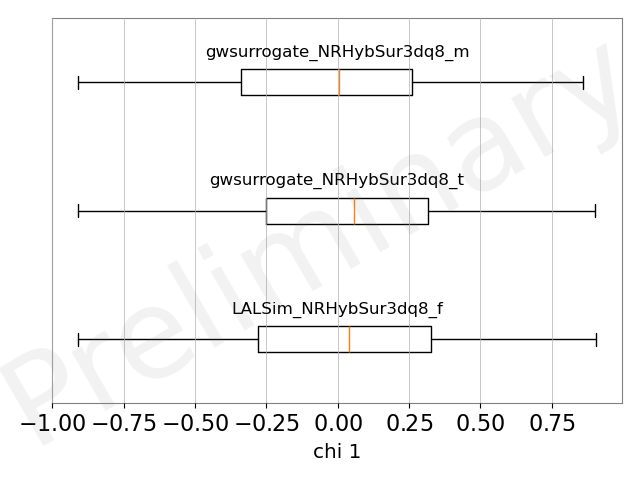 gwsurrogate_NRHybSur3dq8_m
gwsurrogate_NRHybSur3dq8_t
LALSim_NRHybSur3dq8_f
Preliminary
−1.00 −0.75 −0.50 −0.25 0.00 0.25 0.50 0.75
chi 1